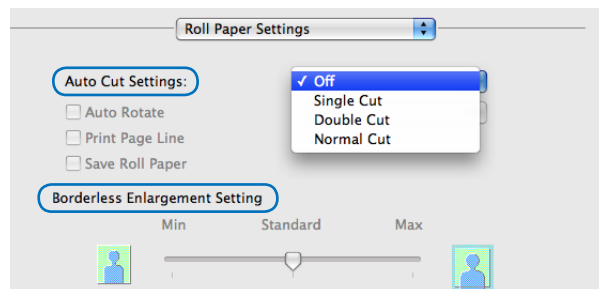 Roll Paper Settings
Auto Cut Settings:
✓ Off
Single Cut
Double Cut
Normal Cut
Auto Rotate
Print Page Line
Save Roll Paper
Borderless Enlargement Setting
Min Standard Max